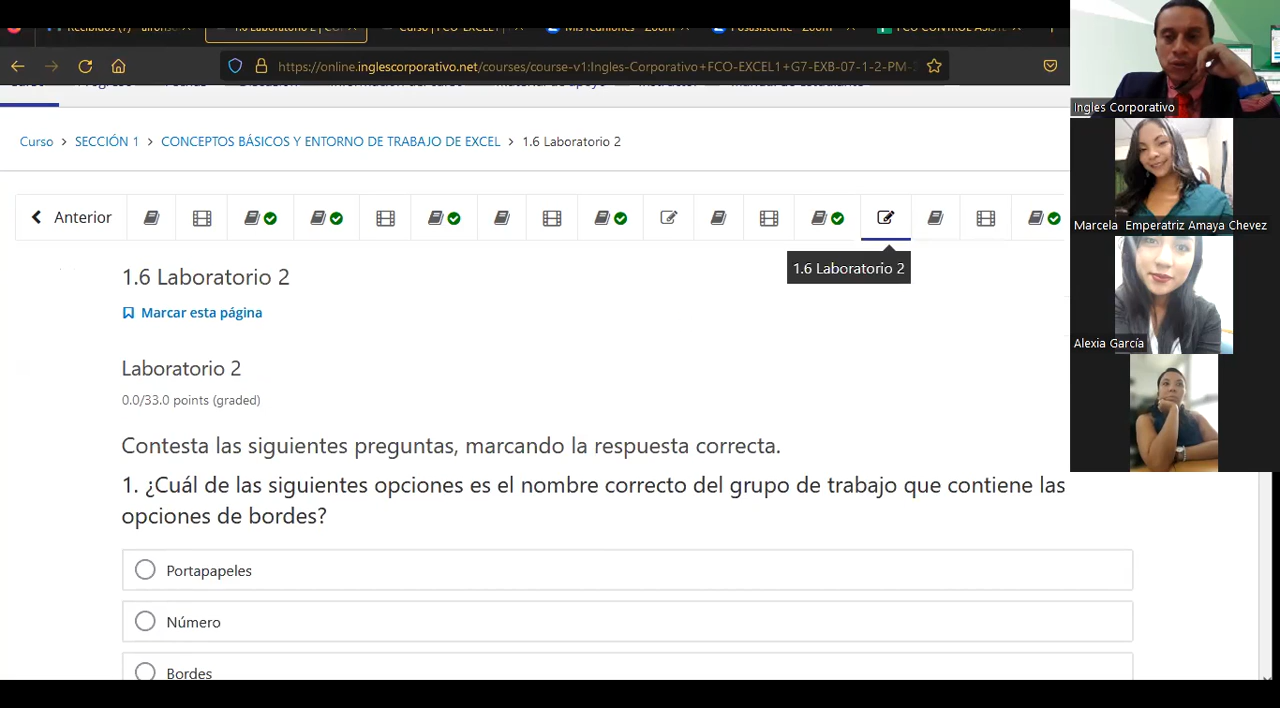 https://online.inglescorporativo.net/courses/course-v1:Ingles-Corporativo+FCO-EXCEL1+G7-EXB-07-1-2-PM-
Ingles Corporativo
Curso > SECCIÓN 1 > CONCEPTOS BÁSICOS Y ENTORNO DE TRABAJO DE EXCEL > 1.6 Laboratorio 2
Anterior
Marcela Emperatriz Amaya Chevez
1.6 Laboratorio 2
1.6 Laboratorio 2
Marcar esta página
Alexia García
Laboratorio 2
0.0/33.0 points (graded)
Contesta las siguientes preguntas, marcando la respuesta correcta.
1. ¿Cuál de las siguientes opciones es el nombre correcto del grupo de trabajo que contiene las
opciones de bordes?
Portapapeles
Número
Bordes